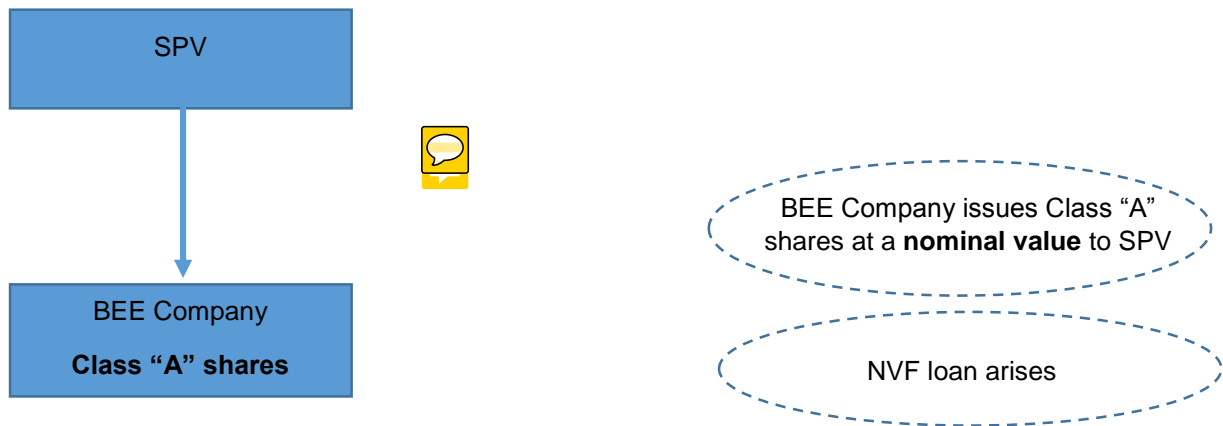 SPV
BEE Company
Class “A” shares
BEE Company issues Class “A”
shares at a nominal value to SPV
NVF loan arises